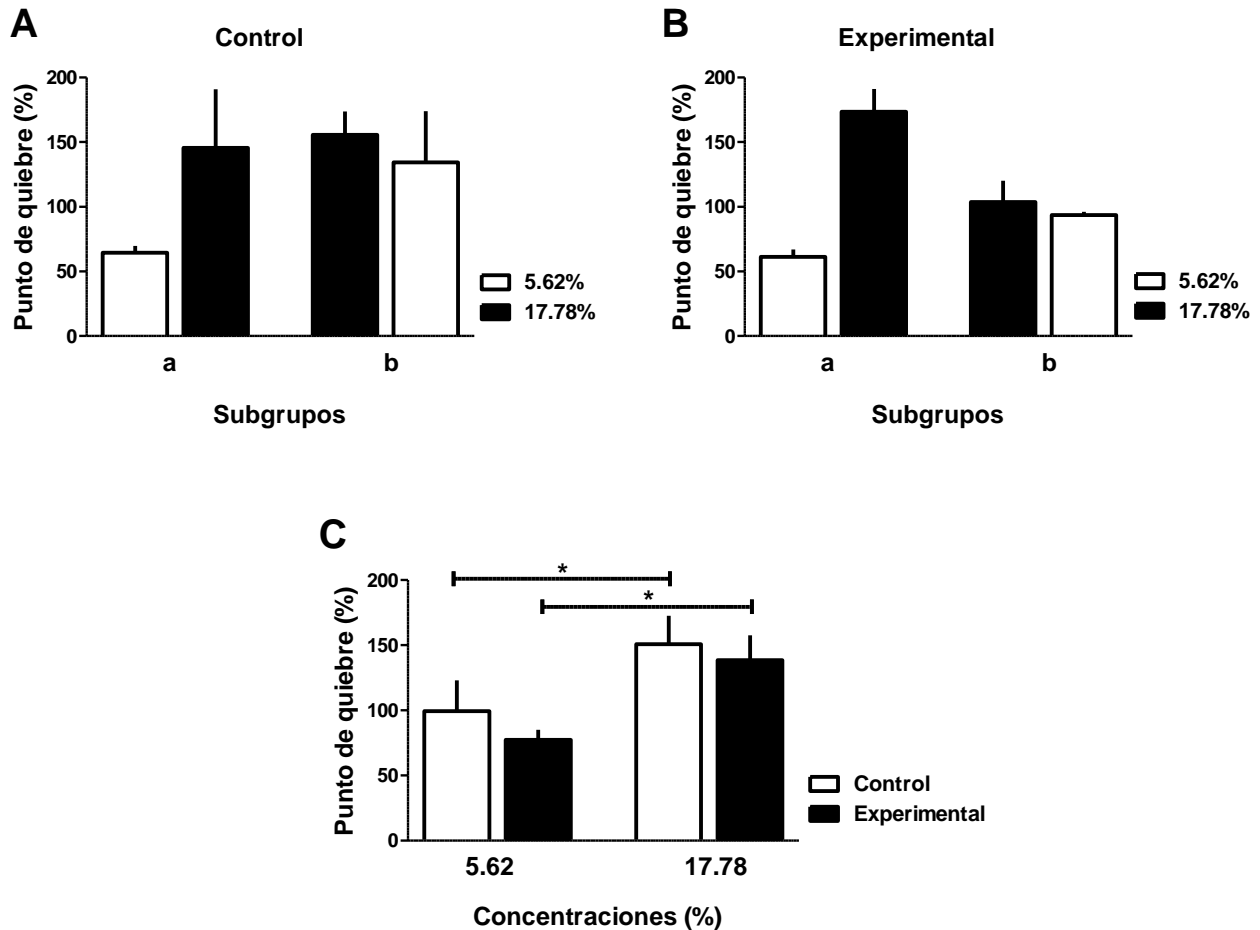 A
Control
Punto de quiebre (%)
200
150
100
50
0
a b
Subgrupos
5.62%
17.78%
B
Experimental
Punto de quiebre (%)
200
150
100
50
0
a b
Subgrupos
5.62%
17.78%
C
Punto de quiebre (%)
200
150
100
50
0
*
*
5.62 17.78
Concentraciones (%)
Control
Experimental